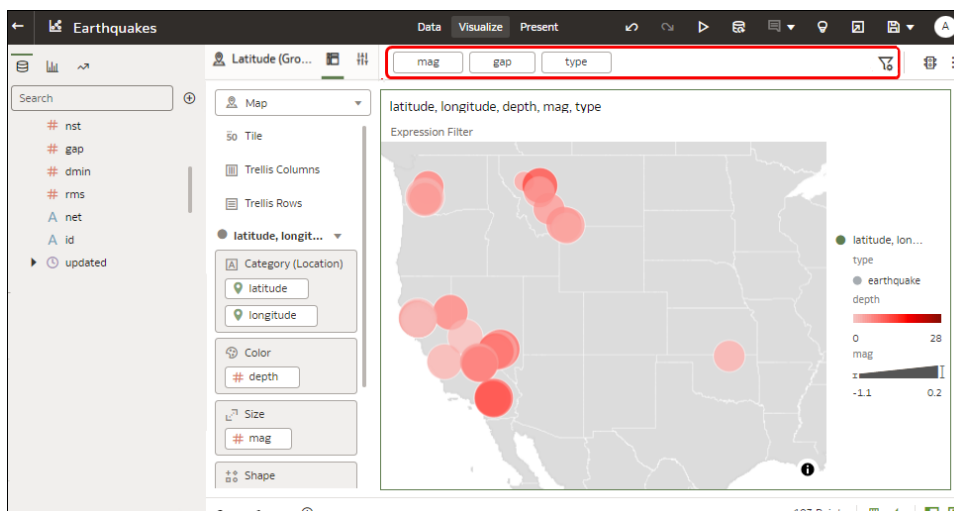 Earthquakes
Data Visualize Present
A
Latitude (Gro...
mag gap type
Search
# nst
# gap
# dmin
# rms
A net
A id
updated
Map
50 Tile
Trellis Columns
Trellis Rows
latitude, longit...
A Category (Location)
latitude
longitude
Color
# depth
Size
# mag
Shape
latitude, longitude, depth, mag, type
Expression Filter
latitude, lon...
type
earthquake
depth
0 28
mag
-1.1 0.2